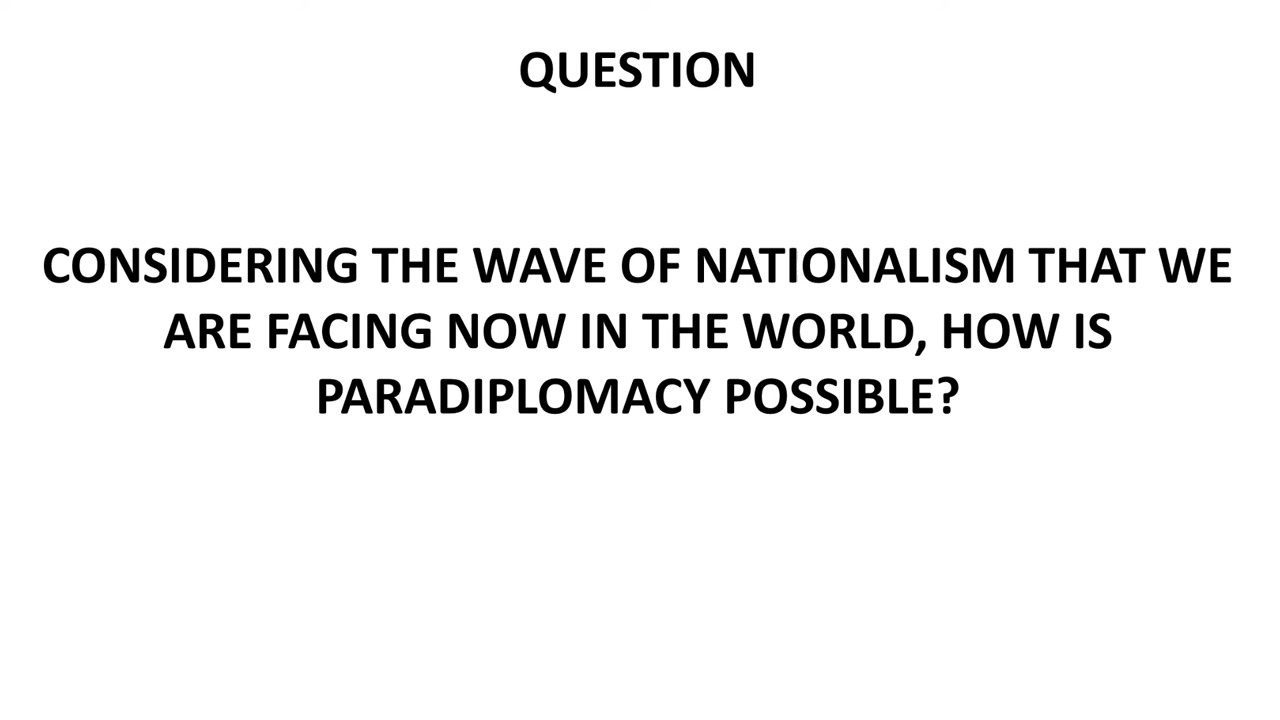 QUESTION
CONSIDERING THE WAVE OF NATIONALISM THAT WE
ARE FACING NOW IN THE WORLD, HOW IS
PARADIPLOMACY POSSIBLE?